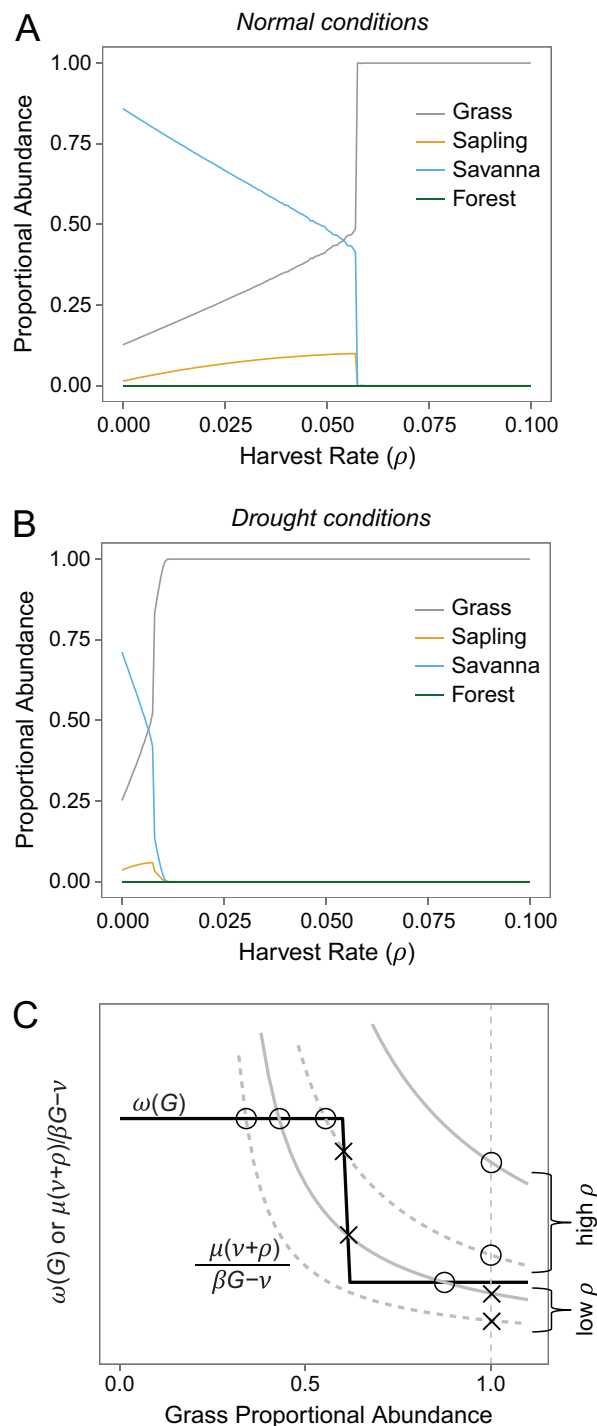 A
Normal conditions
Proportional Abundance
1.00
0.75
0.50
0.25
0.00
Grass
Sapling
Savanna
Forest
0.000 0.025 0.050 0.075 0.100
Harvest Rate (ρ)
B
Drought conditions
Proportional Abundance
1.00
0.75
0.50
0.25
0.00
Grass
Sapling
Savanna
Forest
0.000 0.025 0.050 0.075 0.100
Harvest Rate (ρ)
C
ω(G) or μ(ν+ρ)/βG−ν
ω(G)
μ(ν+ρ)
βG−ν
high ρ
low ρ
0.0 0.5 1.0
Grass Proportional Abundance